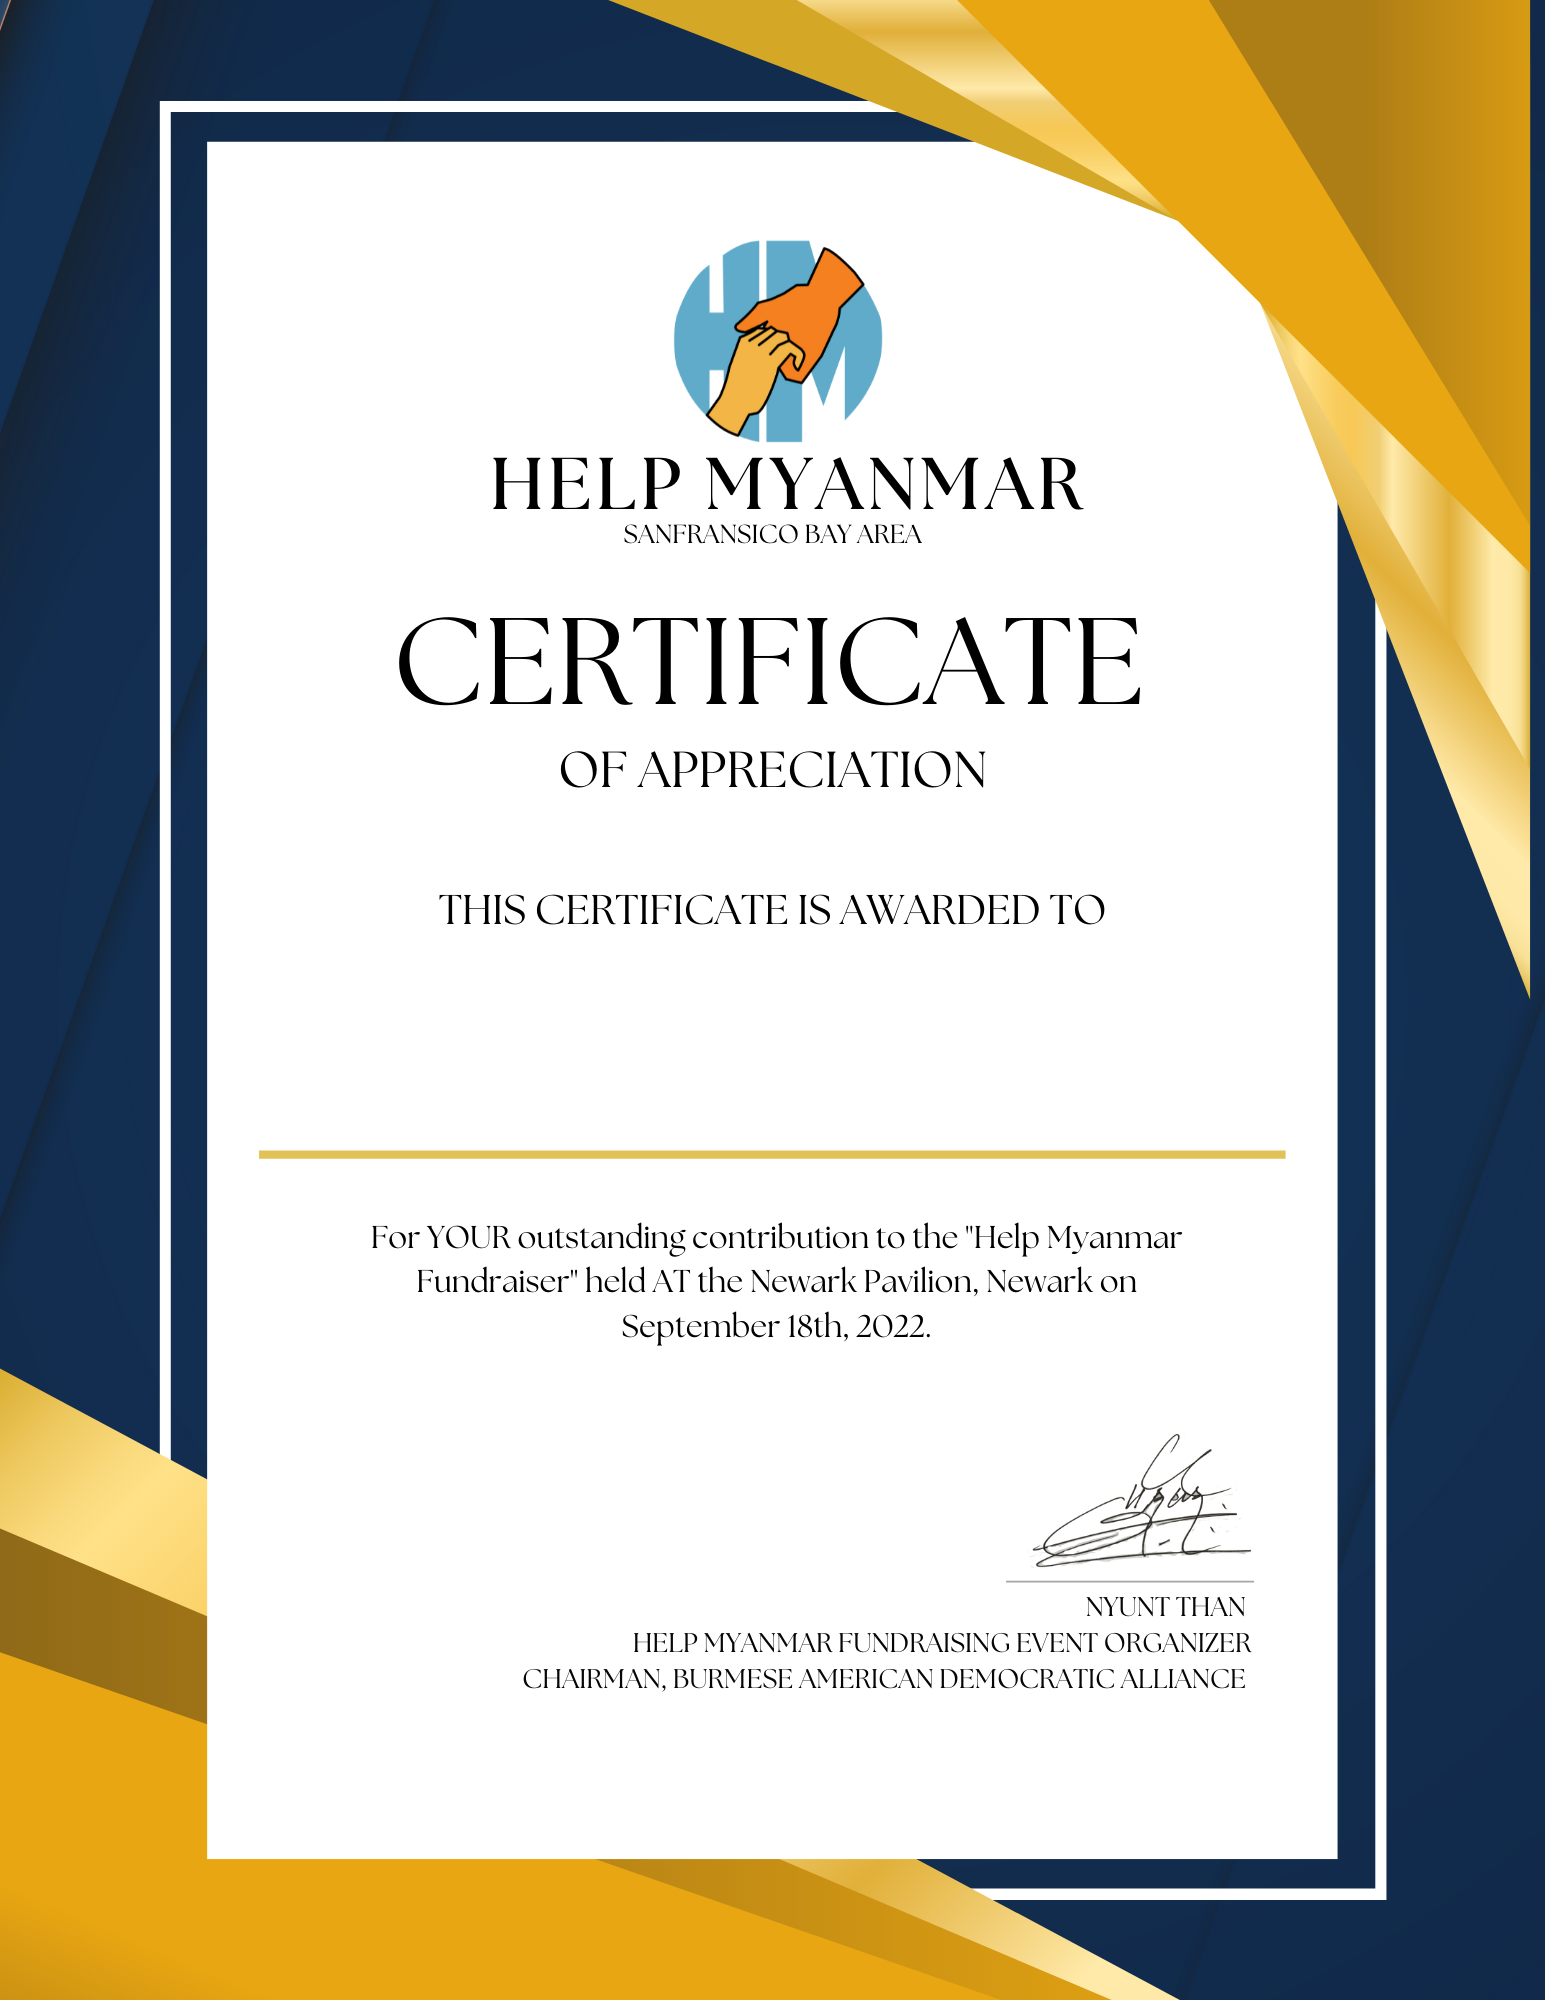 HM
HELP MYANMAR
SANFRANSICO BAY AREA
CERTIFICATE
OF APPRECIATION
THIS CERTIFICATE IS AWARDED TO
For YOUR outstanding contribution to the "Help Myanmar
Fundraiser" held AT the Newark Pavilion, Newark on
September 18th, 2022.
NYUNT THAN
HELP MYANMAR FUNDRAISING EVENT ORGANIZER
CHAIRMAN, BURMESE AMERICAN DEMOCRATIC ALLIANCE